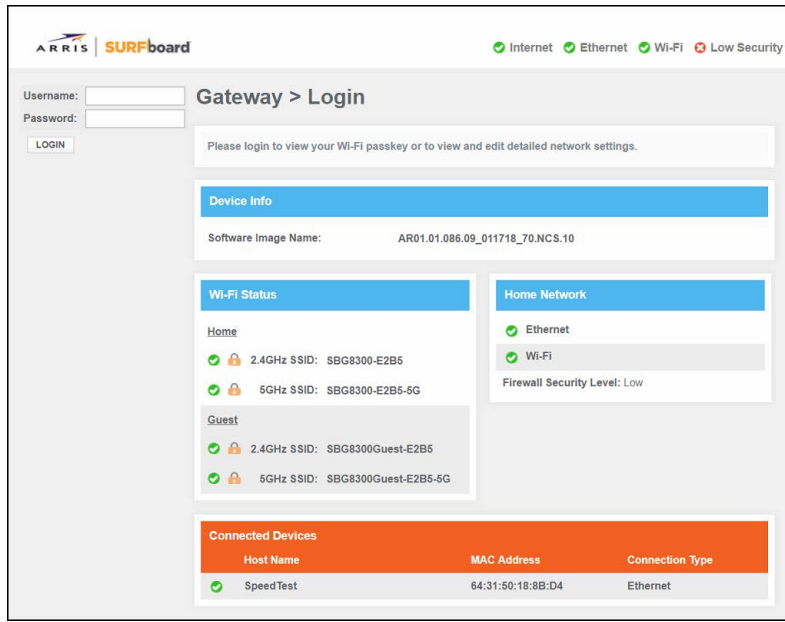 ARRIS SURFboard
Internet Ethernet Wi-Fi Low Security
Username:
Password:
LOGIN
Gateway > Login
Please login to view your Wi-Fi passkey or to view and edit detailed network settings.
Device Info
Software Image Name: AR01.01.086.09_011718_70.NCS.10
Wi-Fi Status
Home
2.4GHz SSID: SBG8300-E2B5
5GHz SSID: SBG8300-E2B5-5G
Guest
2.4GHz SSID: SBG8300Guest-E2B5
5GHz SSID: SBG8300Guest-E2B5-5G
Home Network
Ethernet
Wi-Fi
Firewall Security Level: Low
Connected Devices
Host Name MAC Address Connection Type
SpeedTest 64:31:50:18:8B:D4 Ethernet